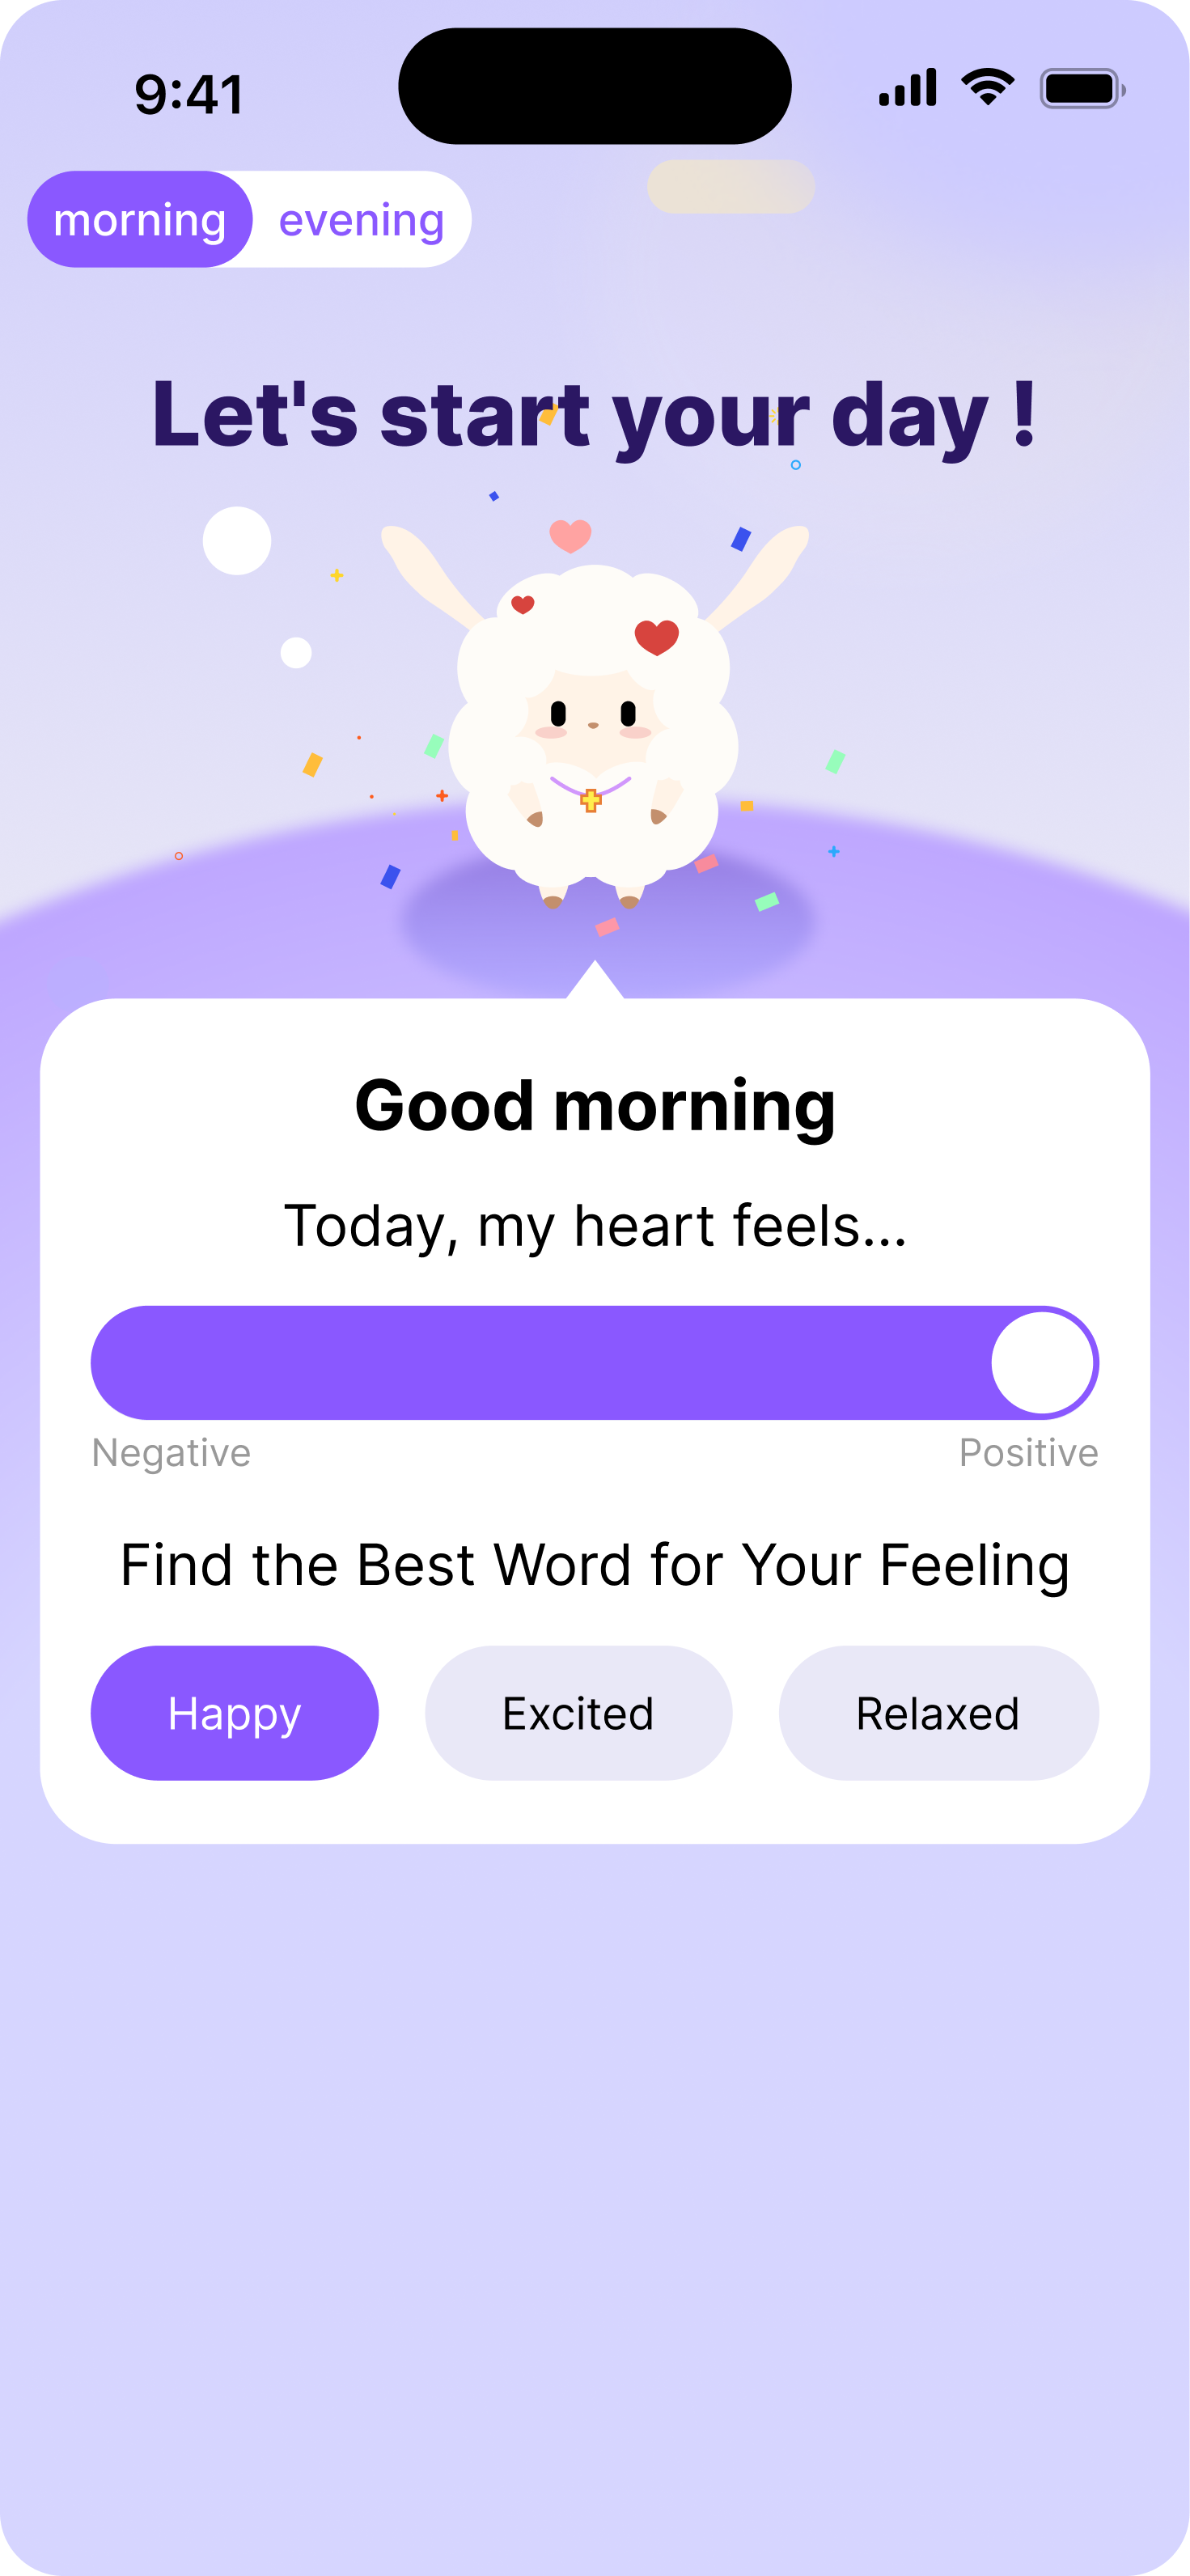 9:41
morning evening
Let's start your day !
Good morning
Today, my heart feels...
Negative Positive
Find the Best Word for Your Feeling
Happy Excited Relaxed